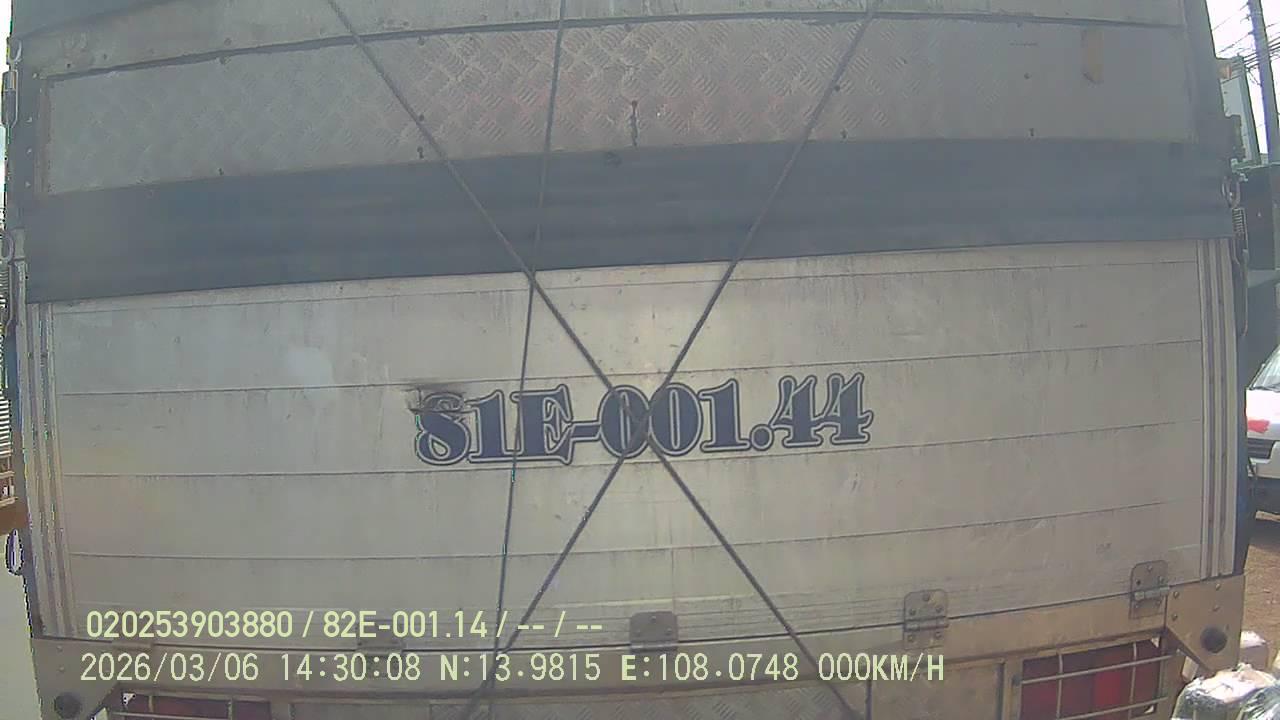 81E-001.44
020253903880 / 82E-001.14 / -- / --
2026/03/06 14:30:08 N:13.9815 E:108.0748 000KM/H